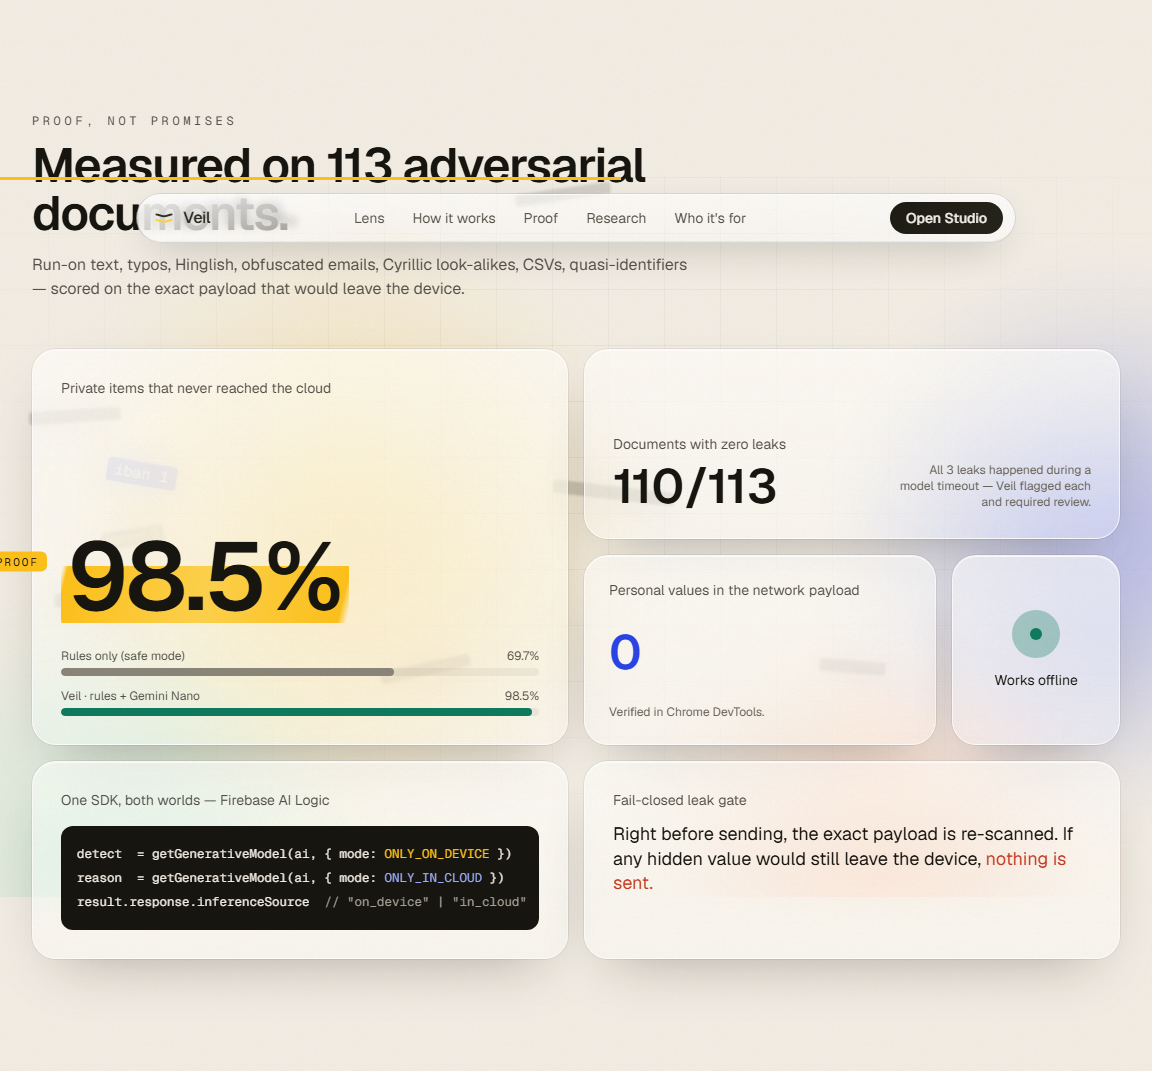 PROOF, NOT PROMISES
Measured on 113 adversarial
documents.
Veil
Lens
How it works
Proof
Research
Who it's for
Open Studio
Run-on text, typos, Hinglish, obfuscated emails, Cyrillic look-alikes, CSVs, quasi-identifiers
— scored on the exact payload that would leave the device.
Private items that never reached the cloud
iban 1
PROOF
98.5%
Rules only (safe mode) 69.7%
Veil · rules + Gemini Nano 98.5%
Documents with zero leaks
110/113
All 3 leaks happened during a
model timeout — Veil flagged each
and required review.
Personal values in the network payload
0
Verified in Chrome DevTools.
Works offline
One SDK, both worlds — Firebase AI Logic
detect = getGenerativeModel(ai, { mode: ONLY_ON_DEVICE })
reason = getGenerativeModel(ai, { mode: ONLY_IN_CLOUD })
result.response.inferenceSource // "on_device" | "in_cloud"
Fail-closed leak gate
Right before sending, the exact payload is re-scanned. If
any hidden value would still leave the device, nothing is
sent.